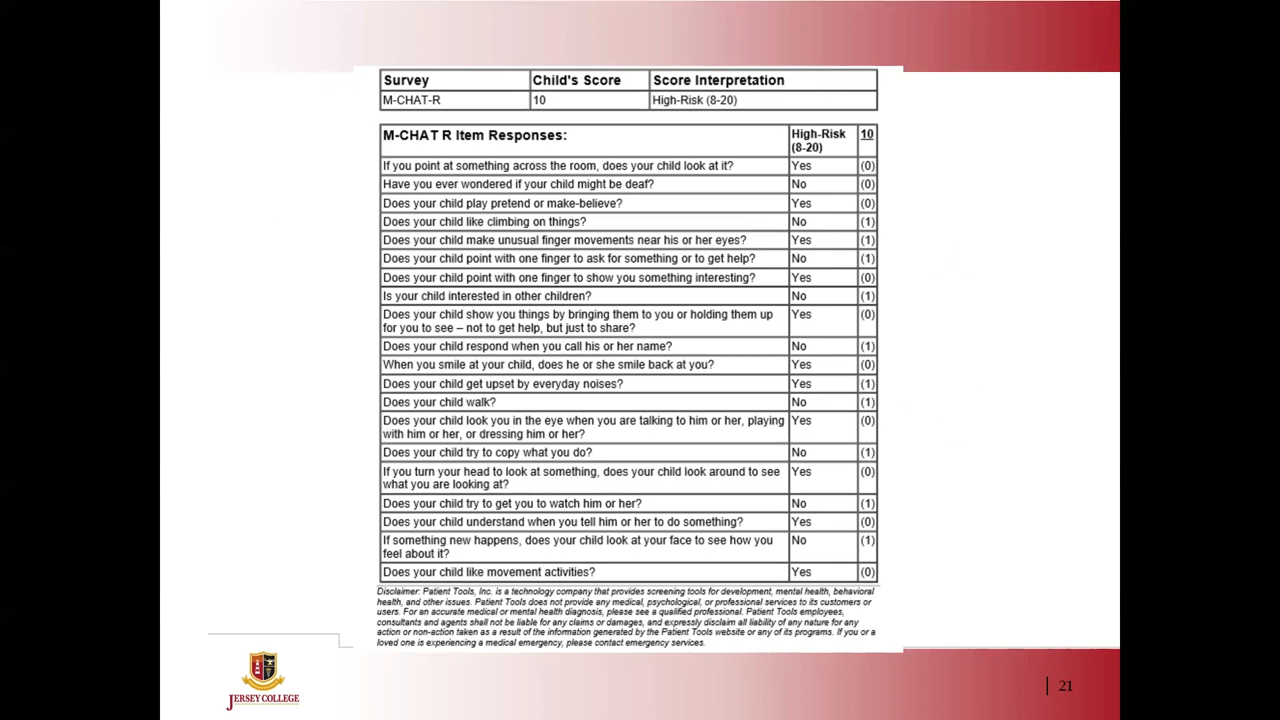 Survey Child's Score Score Interpretation
M-CHAT-R 10 High-Risk (8-20)
M-CHAT R Item Responses: High-Risk (8-20) 10
If you point at something across the room, does your child look at it? Yes (0)
Have you ever wondered if your child might be deaf? No (0)
Does your child play pretend or make-believe? Yes (0)
Does your child like climbing on things? No (1)
Does your child make unusual finger movements near his or her eyes? Yes (1)
Does your child point with one finger to ask for something or to get help? No (1)
Does your child point with one finger to show you something interesting? Yes (0)
Is your child interested in other children? No (1)
Does your child show you things by bringing them to you or holding them up Yes (0)
for you to see – not to get help, but just to share?
Does your child respond when you call his or her name? No (1)
When you smile at your child, does he or she smile back at you? Yes (0)
Does your child get upset by everyday noises? Yes (1)
Does your child walk? No (1)
Does your child look you in the eye when you are talking to him or her, playing Yes (0)
with him or her, or dressing him or her?
Does your child try to copy what you do? No (1)
If you turn your head to look at something, does your child look around to see Yes (0)
what you are looking at?
Does your child try to get you to watch him or her? No (1)
Does your child understand when you tell him or her to do something? Yes (0)
If something new happens, does your child look at your face to see how you No (1)
feel about it?
Does your child like movement activities? Yes (0)
Disclaimer: Patient Tools, Inc. is a technology company that provides screening tools for development, mental health, behavioral
health, and other issues. Patient Tools does not provide any medical, psychological, or professional services to its customers or
users. For an accurate medical or mental health diagnosis, please see a qualified professional. Patient Tools employees,
consultants and agents shall not be liable for any claims or damages, and expressly disclaim all liability of any nature for any
action or non-action taken as a result of the information generated by the Patient Tools website or any of its programs. If you or a
loved one is experiencing a medical emergency, please contact emergency services.
JERSEY COLLEGE
21